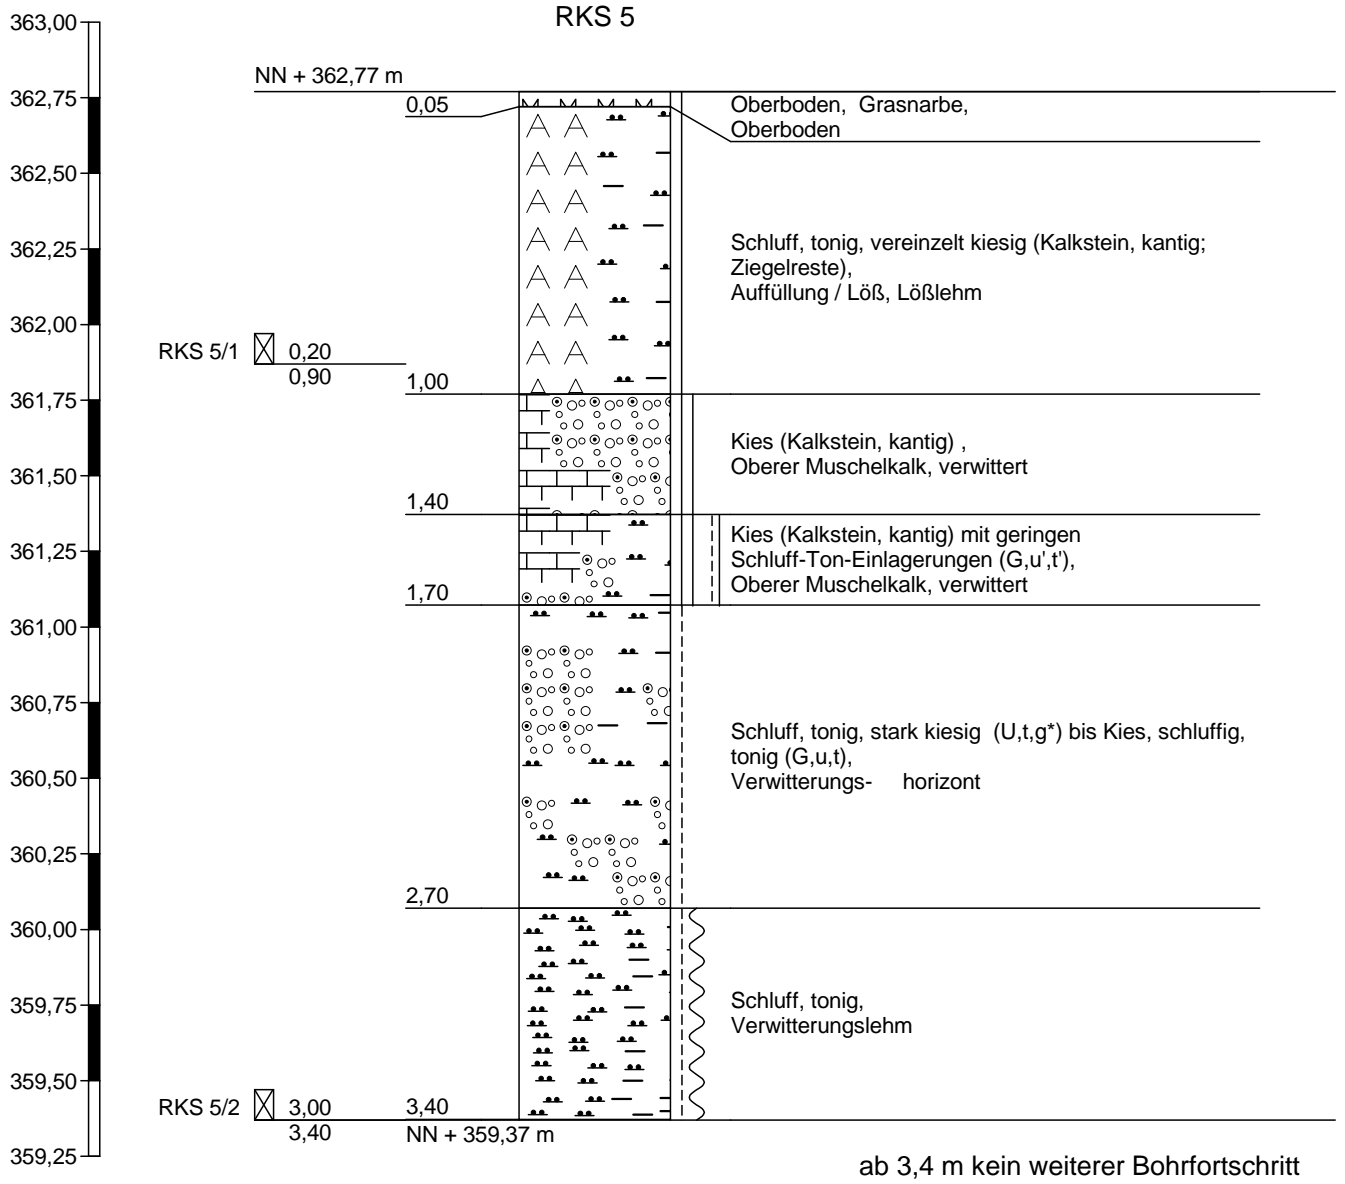 RKS 5
363,00
362,75
362,50
362,25
362,00
361,75
361,50
361,25
361,00
360,75
360,50
360,25
360,00
359,75
359,50
359,25
NN + 362,77 m
0,05
Oberboden, Grasnarbe,
Oberboden
Schluff, tonig, vereinzelt kiesig (Kalkstein, kantig;
Ziegelreste),
Auffüllung / Löß, Lößlehm
RKS 5/1
0,20
0,90
1,00
Kies (Kalkstein, kantig) ,
Oberer Muschelkalk, verwittert
1,40
Kies (Kalkstein, kantig) mit geringen
Schluff-Ton-Einlagerungen (G,u',t'),
Oberer Muschelkalk, verwittert
1,70
Schluff, tonig, stark kiesig (U,t,g*) bis Kies, schluffig,
tonig (G,u,t),
Verwitterungs- horizont
2,70
Schluff, tonig,
Verwitterungslehm
RKS 5/2
3,00
3,40
3,40
NN + 359,37 m
ab 3,4 m kein weiterer Bohrfortschritt